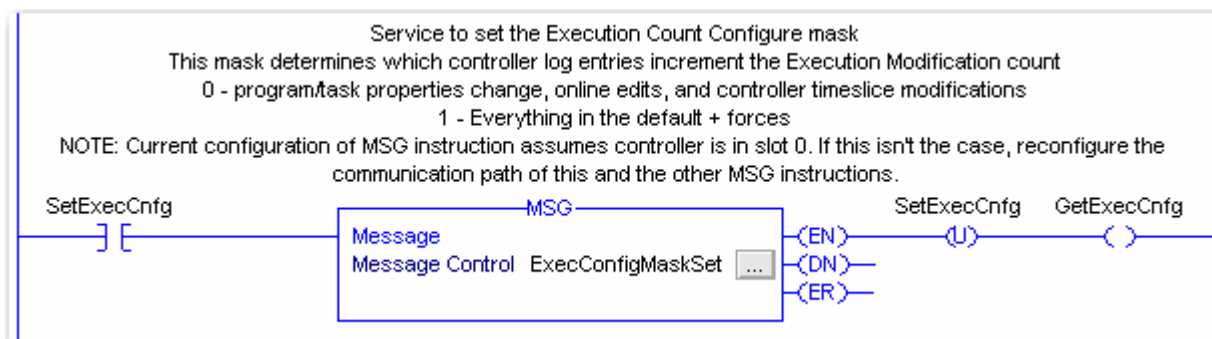 Service to set the Execution Count Configure mask
This mask determines which controller log entries increment the Execution Modification count
0 - program/task properties change, online edits, and controller timeslice modifications
1 - Everything in the default + forces
NOTE: Current configuration of MSG instruction assumes controller is in slot 0. If this isn't the case, reconfigure the
communication path of this and the other MSG instructions.
SetExecCnfg MSG SetExecCnfg GetExecCnfg
Message (EN) (U) ( )
Message Control ExecConfigMaskSet ... (DN)
(ER)